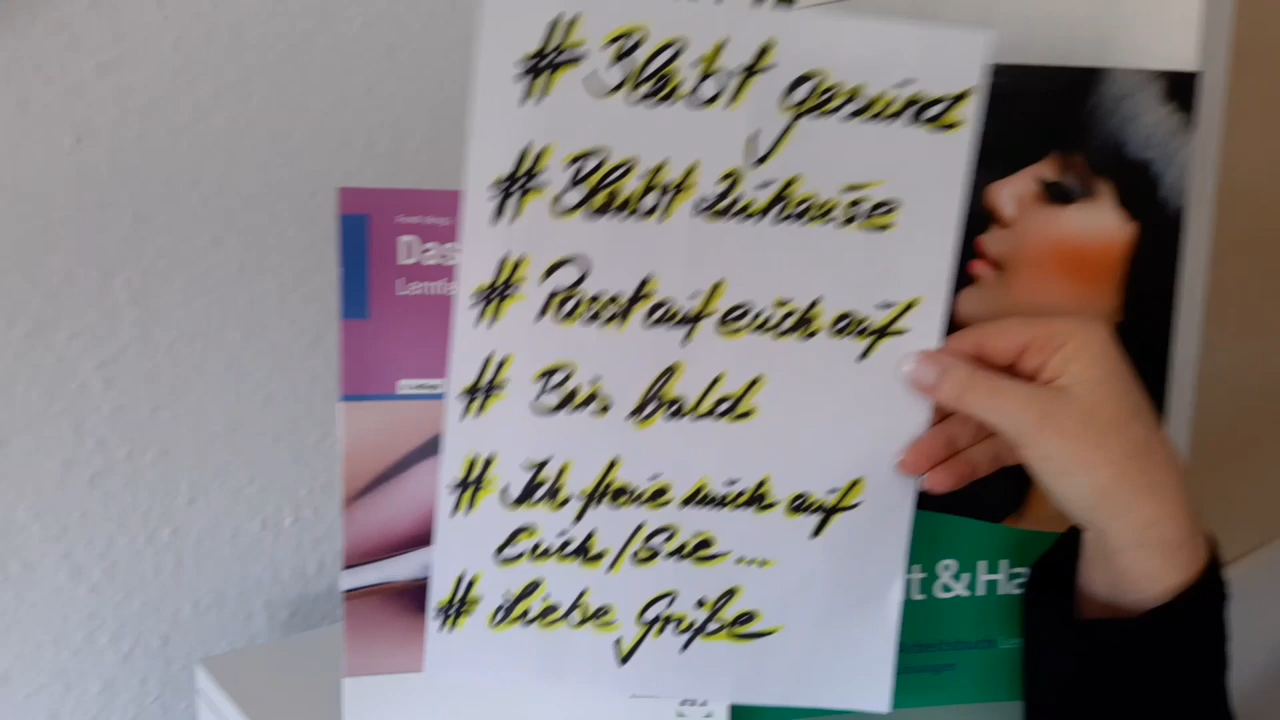 # Bleibt gesund
# Bleibt zuhause
# Passt auf euch auf
# Bis bald
# Ich freue mich auf
Euch/Sie...
# Liebe Grüße
Das
t&Ha